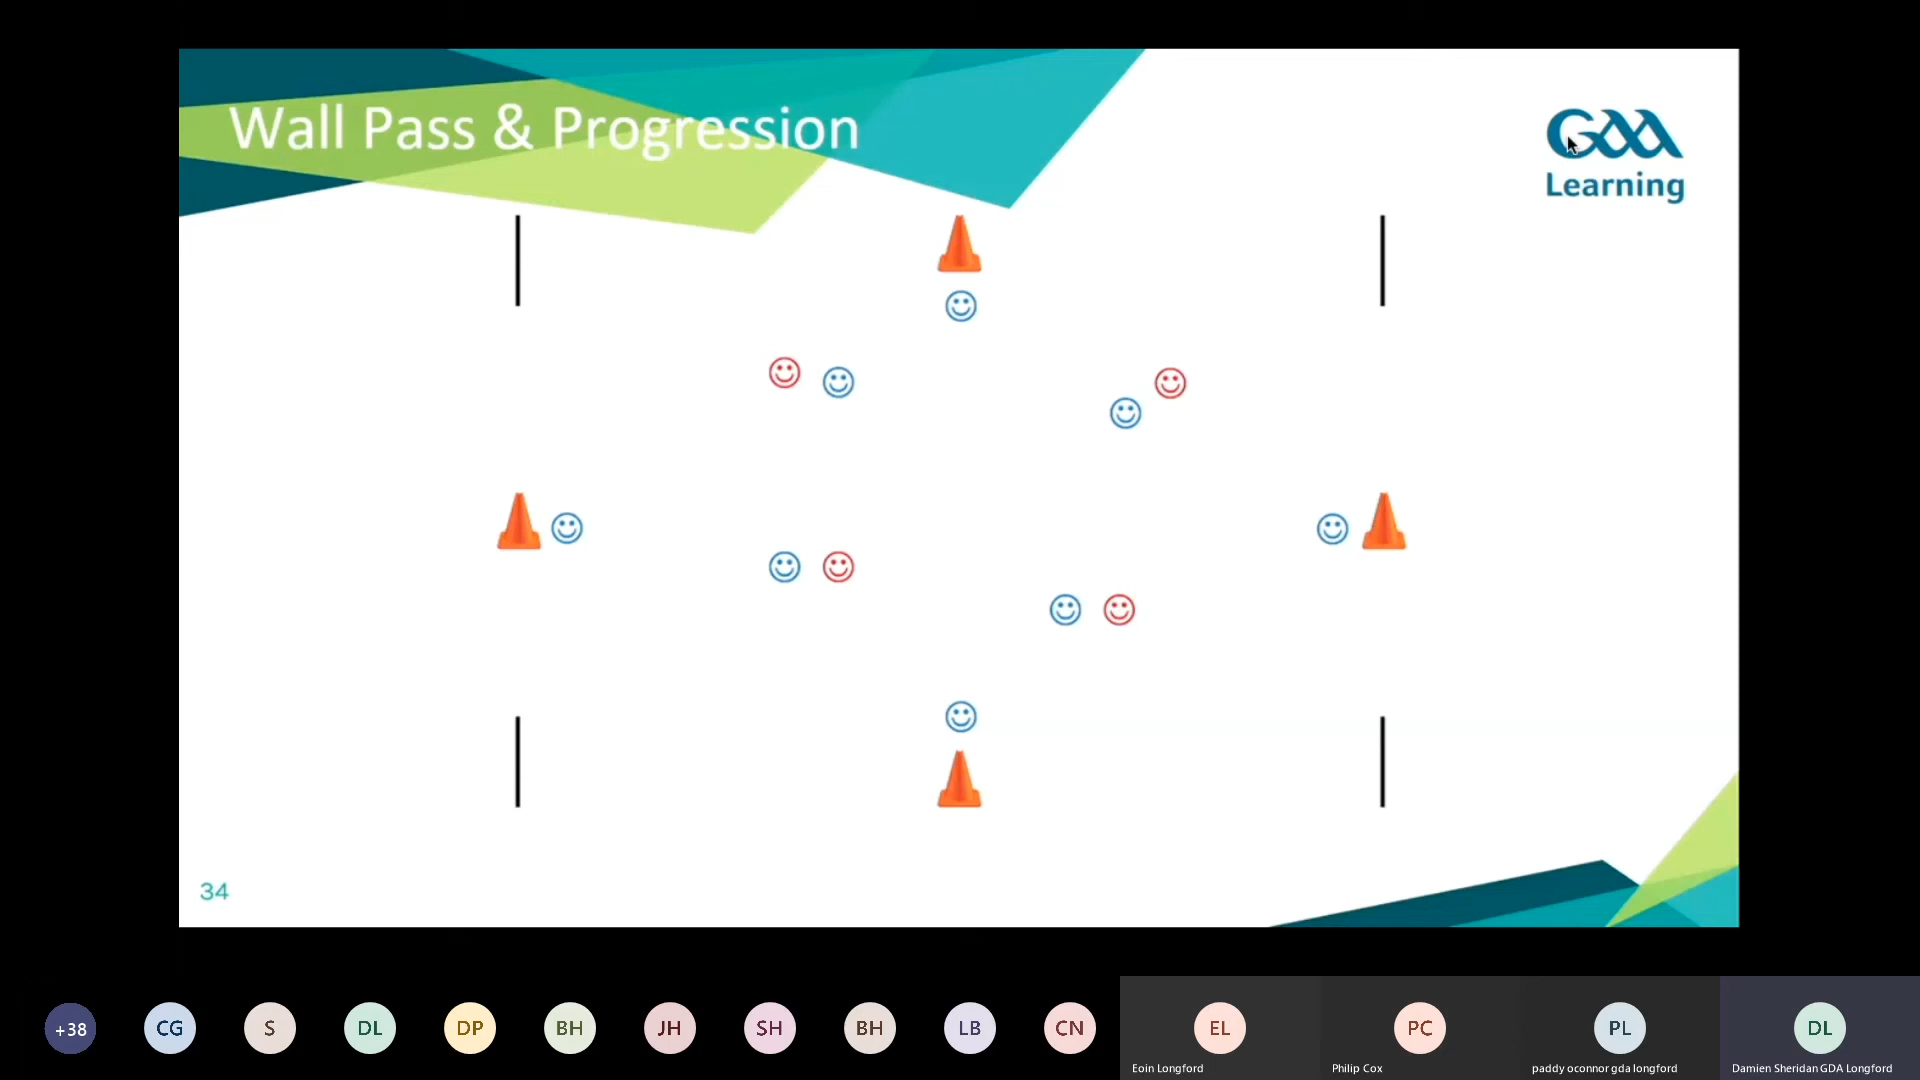 Wall Pass & Progression
GAA
Learning
34
+38
CG
S
DL
DP
BH
JH
SH
BH
LB
CN
EL
PC
PL
DL
Eoin Longford
Philip Cox
paddy oconnor gda longford
Damien Sheridan GDA Longford